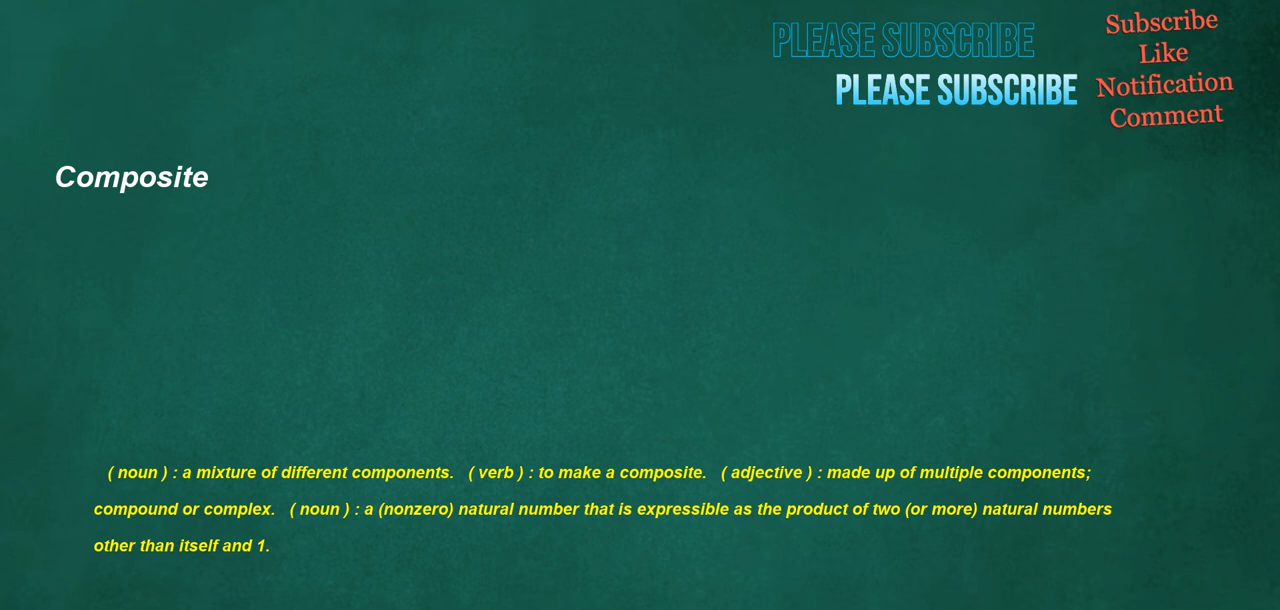 PLEASE SUBSCRIBE
PLEASE SUBSCRIBE
Subscribe
Like
Notification
Comment
Composite
( noun ) : a mixture of different components. ( verb ) : to make a composite. ( adjective ) : made up of multiple components;
compound or complex. ( noun ) : a (nonzero) natural number that is expressible as the product of two (or more) natural numbers
other than itself and 1.